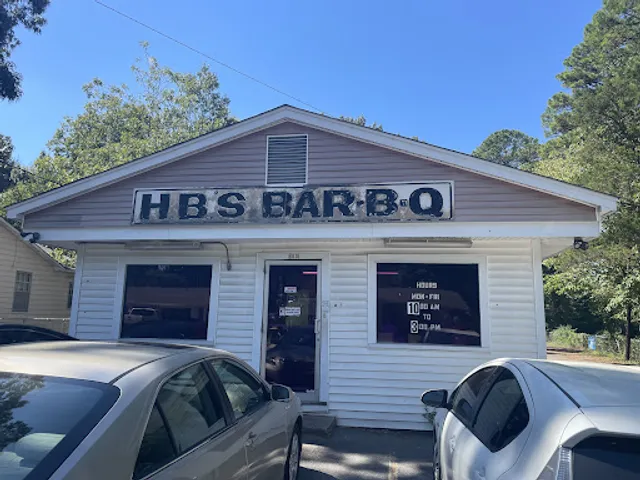 HBS BAR-B-Q
HOURS
MON - FRI
10:00 AM
TO
3:00 PM